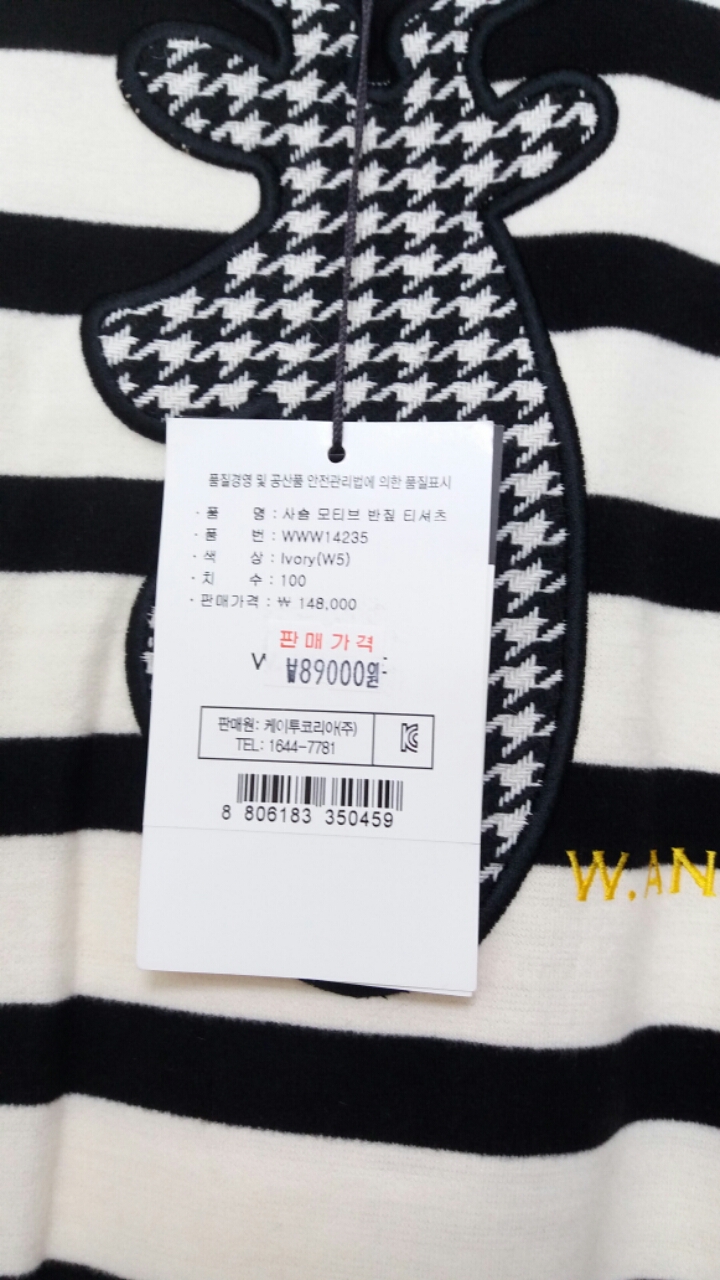 품질경영 및 공산품 안전관리법에 의한 품질표시
· 품 명 : 사슴 모티브 반짚 티셔츠
· 품 번 : WWW14235
· 색 상 : Ivory(W5)
· 치 수 : 100
· 판매가격 : ₩ 148,000
판매가격
₩89000원-
판매원: 케이투코리아(주)
TEL: 1644-7781
8 806183 350459
W.AN